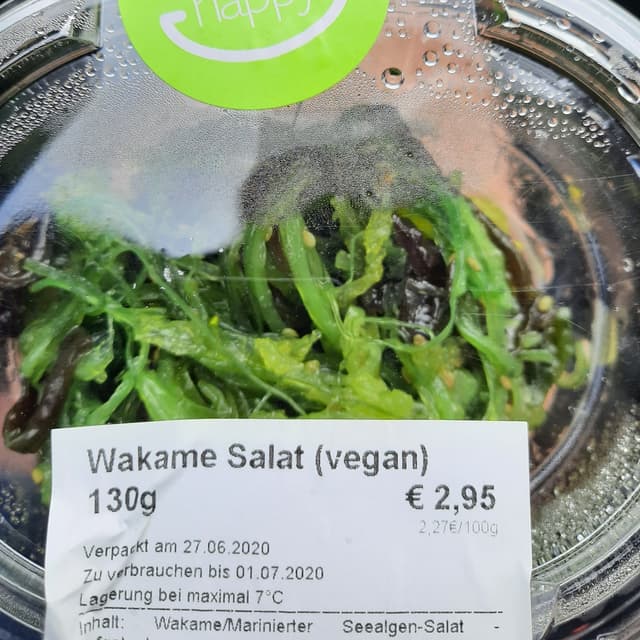 happy
Wakame Salat (vegan)
130g
€ 2,95
2,27€/100g
Verpackt am 27.06.2020
Zu verbrauchen bis 01.07.2020
Lagerung bei maximal 7°C
Inhalt: Wakame/Marinierter Seealgen-Salat -